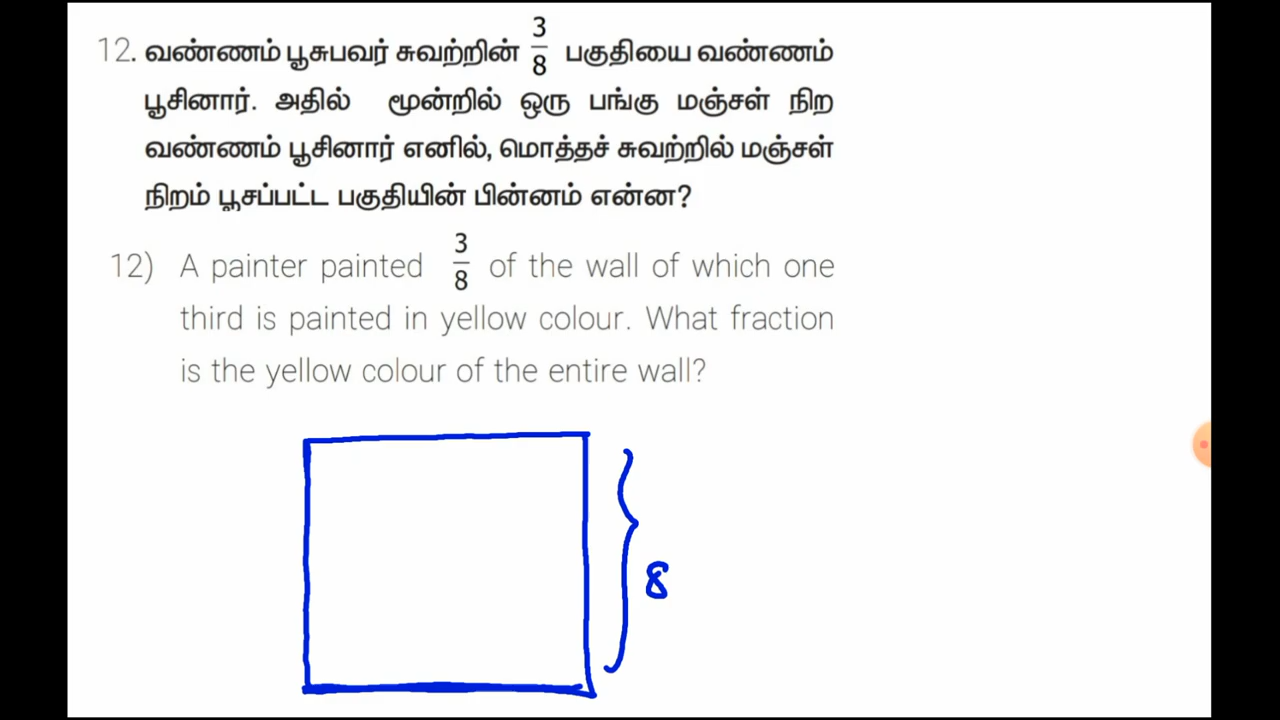 12. வண்ணம் பூசுபவர் சுவற்றின் 3/8 பகுதியை வண்ணம்
பூசினார். அதில் மூன்றில் ஒரு பங்கு மஞ்சள் நிற
வண்ணம் பூசினார் எனில், மொத்தச் சுவற்றில் மஞ்சள்
நிறம் பூசப்பட்ட பகுதியின் பின்னம் என்ன?
12) A painter painted 3/8 of the wall of which one
third is painted in yellow colour. What fraction
is the yellow colour of the entire wall?
8